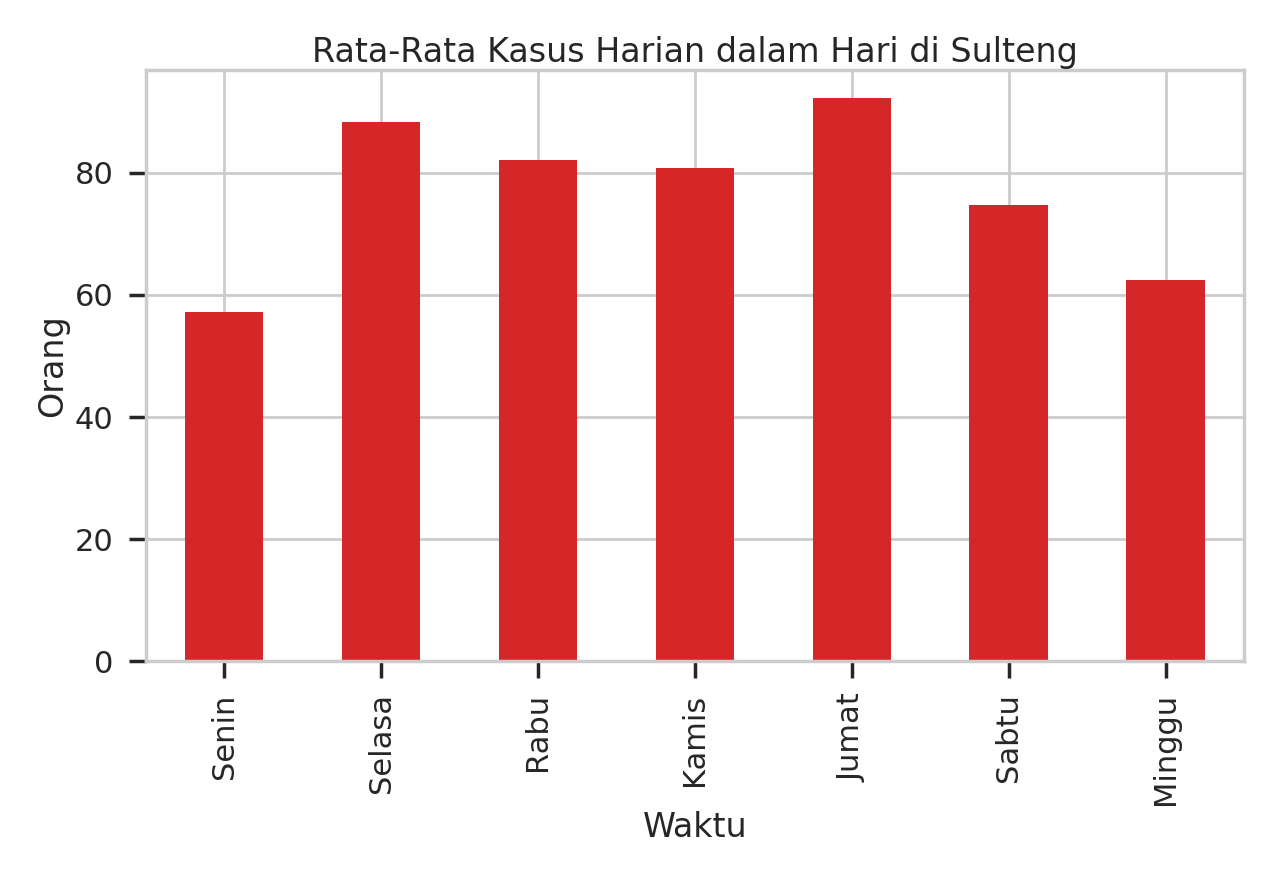 Rata-Rata Kasus Harian dalam Hari di Sulteng
Orang
80
60
40
20
0
Senin
Selasa
Rabu
Kamis
Jumat
Sabtu
Minggu
Waktu